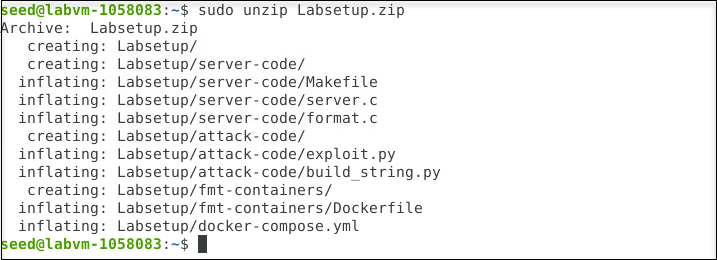 seed@labvm-1058083:~$ sudo unzip Labsetup.zip
Archive:  Labsetup.zip
   creating: Labsetup/
   creating: Labsetup/server-code/
  inflating: Labsetup/server-code/Makefile
  inflating: Labsetup/server-code/server.c
  inflating: Labsetup/server-code/format.c
   creating: Labsetup/attack-code/
  inflating: Labsetup/attack-code/exploit.py
  inflating: Labsetup/attack-code/build_string.py
   creating: Labsetup/fmt-containers/
  inflating: Labsetup/fmt-containers/Dockerfile
  inflating: Labsetup/docker-compose.yml
seed@labvm-1058083:~$